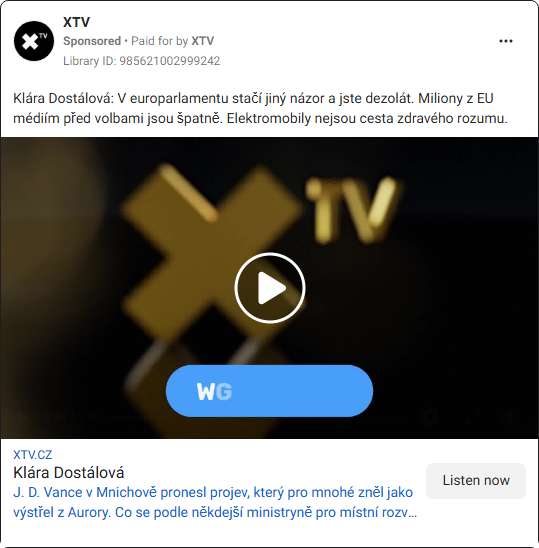 XTV
Sponsored • Paid for by XTV
Library ID: 985621002999242
Klára Dostálová: V europarlamentu stačí jiný názor a jste dezolát. Miliony z EU
médiím před volbami jsou špatně. Elektromobily nejsou cesta zdravého rozumu.
TV
WG
XTV.CZ
Klára Dostálová
J. D. Vance v Mnichově pronesl projev, který pro mnohé zněl jako
výstřel z Aurory. Co se podle někdejší ministryně pro místní rozv...
Listen now